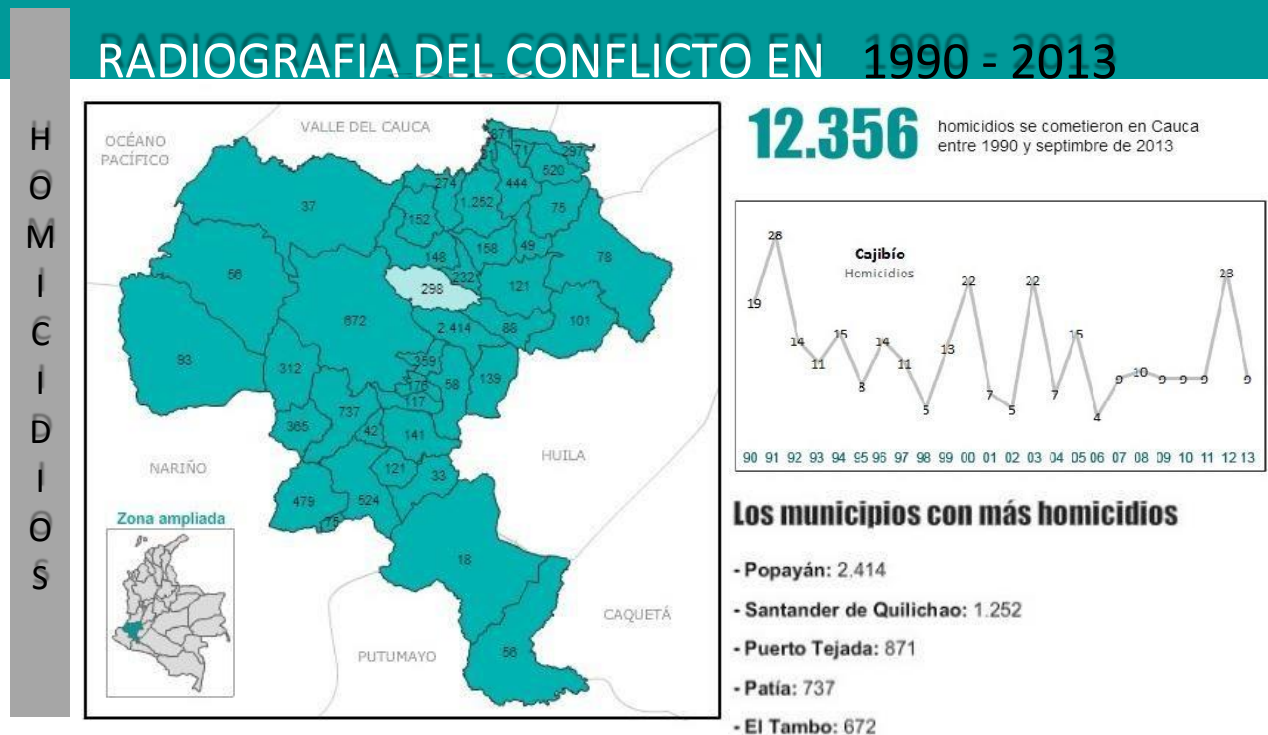 RADIOGRAFIA DEL CONFLICTO EN 1990 - 2013
HOMICIDIOS
OCÉANO
PACÍFICO
VALLE DEL CAUCA
71
297
520
274
444
1.252
37
152
75
158
49
148
78
56
232
298
121
672
2.414
88
101
93
359
312
176
58
139
117
737
365
42
141
NARIÑO
HUILA
121
33
479
524
75
18
CAQUETÁ
PUTUMAYO
56
Zona ampliada
12.356
homicidios se cometieron en Cauca
entre 1990 y septimbre de 2013
Cajibío
Homicidios
19 28 14 11 15 8 14 11 5 13 22 7 5 22 7 15 4 9 10 9 9 9 23 9
90 91 92 93 94 95 96 97 98 99 00 01 02 03 04 05 06 07 08 09 10 11 12 13
Los municipios con más homicidios
- Popayán: 2.414
- Santander de Quilichao: 1.252
- Puerto Tejada: 871
- Patía: 737
- El Tambo: 672